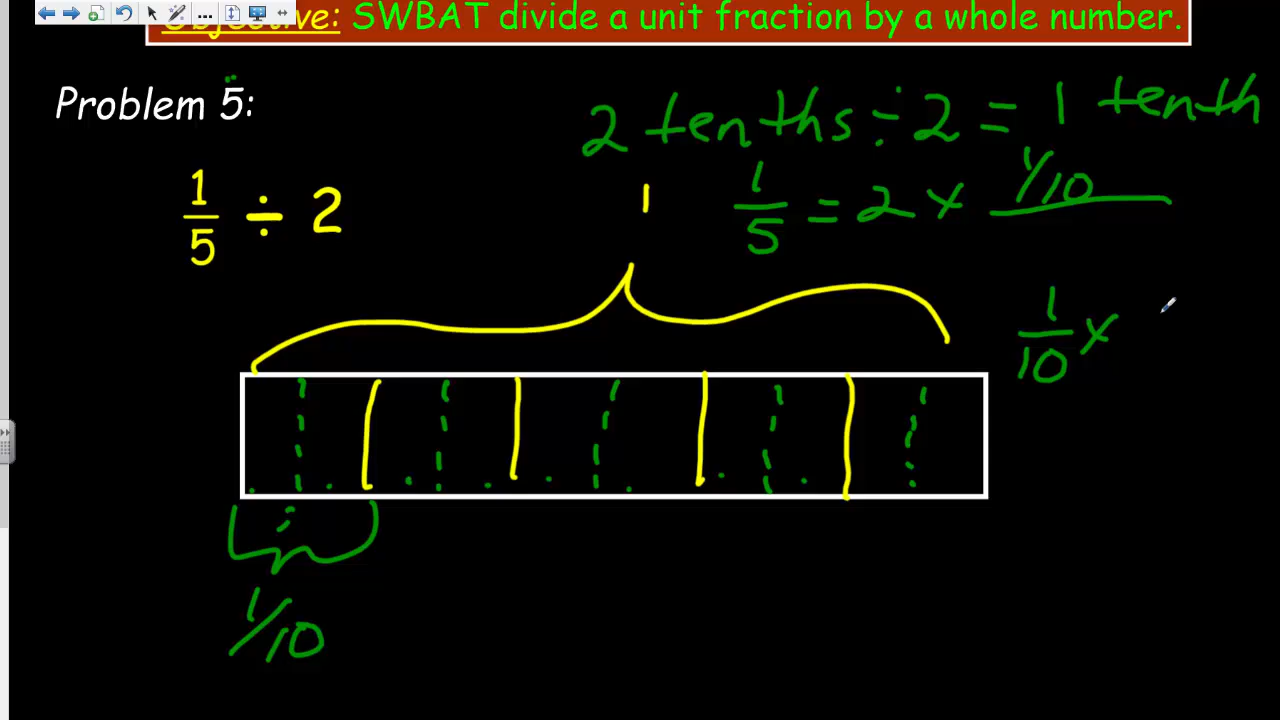 Objective: SWBAT divide a unit fraction by a whole number.
Problem 5:
2 tenths ÷ 2 = 1 tenth
1/5 ÷ 2
1
1/5 = 2 x 1/10
1/10 x
1/10